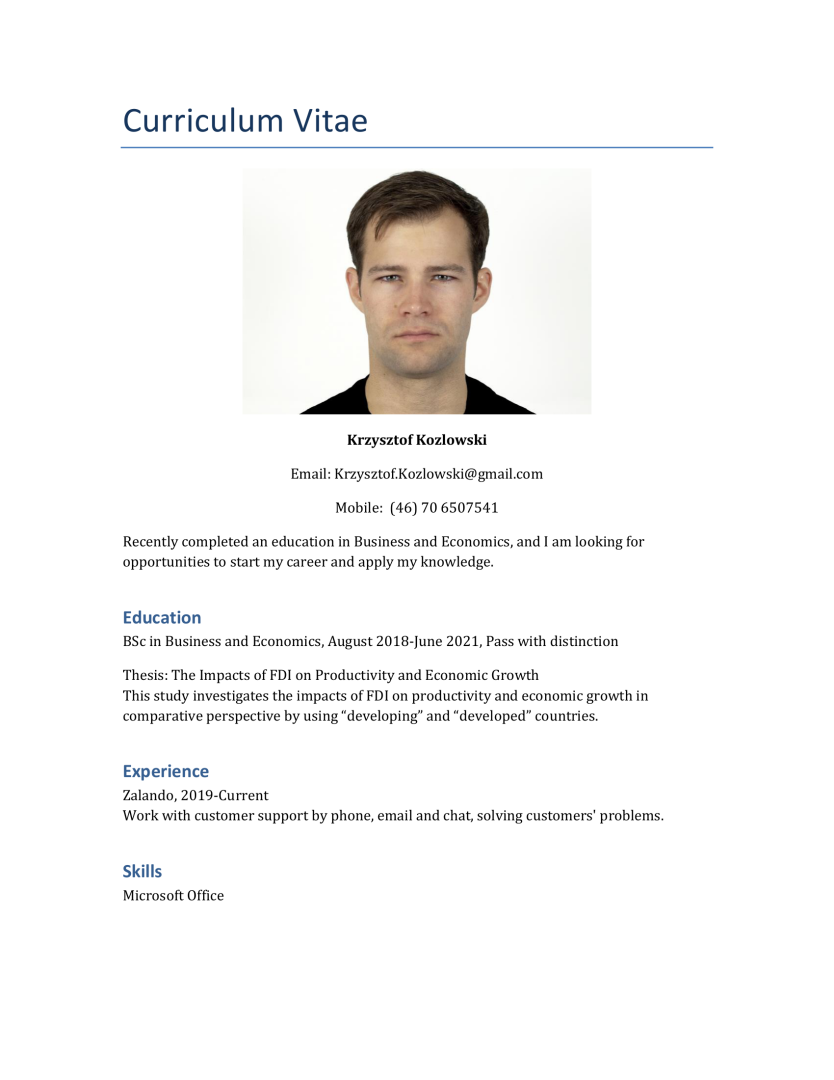 Curriculum Vitae
Krzysztof Kozlowski
Email: Krzysztof.Kozlowski@gmail.com
Mobile:  (46) 70 6507541
Recently completed an education in Business and Economics, and I am looking for
opportunities to start my career and apply my knowledge.
Education
BSc in Business and Economics, August 2018-June 2021, Pass with distinction
Thesis: The Impacts of FDI on Productivity and Economic Growth
This study investigates the impacts of FDI on productivity and economic growth in
comparative perspective by using “developing” and “developed” countries.
Experience
Zalando, 2019-Current
Work with customer support by phone, email and chat, solving customers' problems.
Skills
Microsoft Office